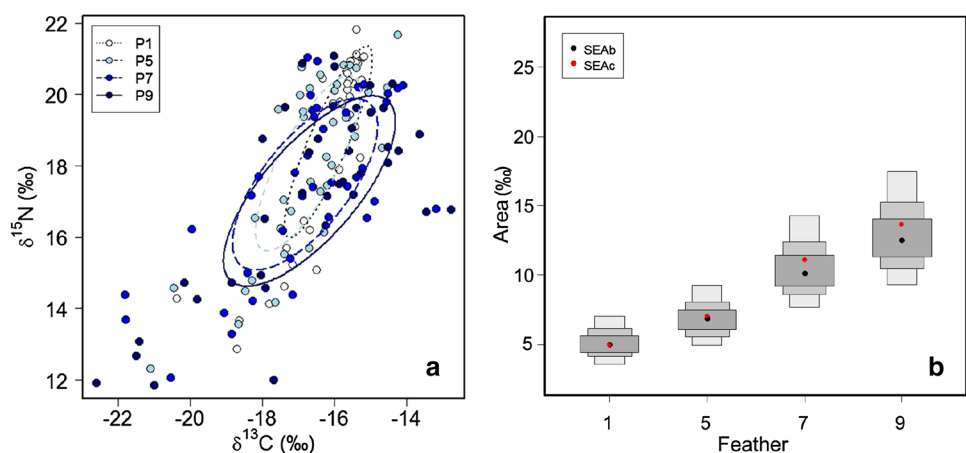 P1
P5
P7
P9
22
20
18
16
14
12
δ15N (‰)
-22
-20
-18
-16
-14
δ13C (‰)
a
SEAb
SEAc
25
20
15
10
5
Area (‰)
1
5
7
9
Feather
b